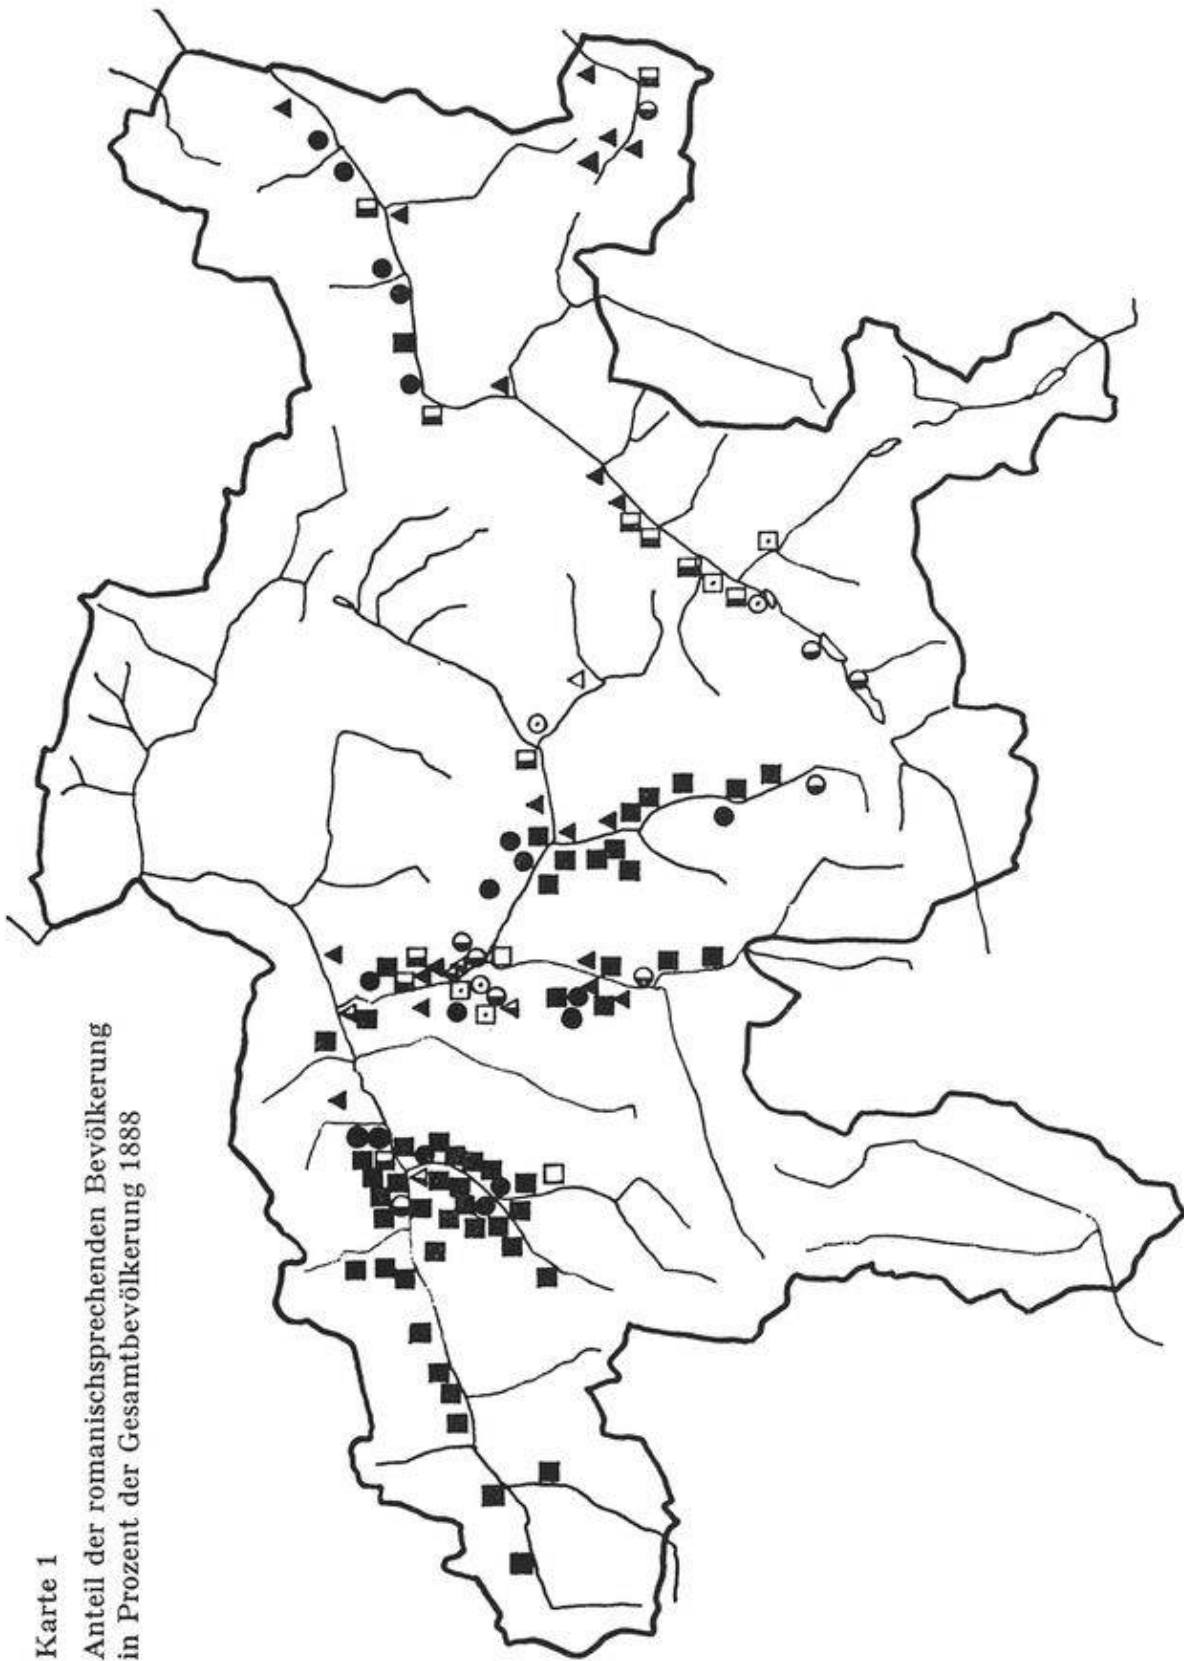 Karte 1
Anteil der romanischsprechenden Bevölkerung
in Prozent der Gesamtbevölkerung 1888